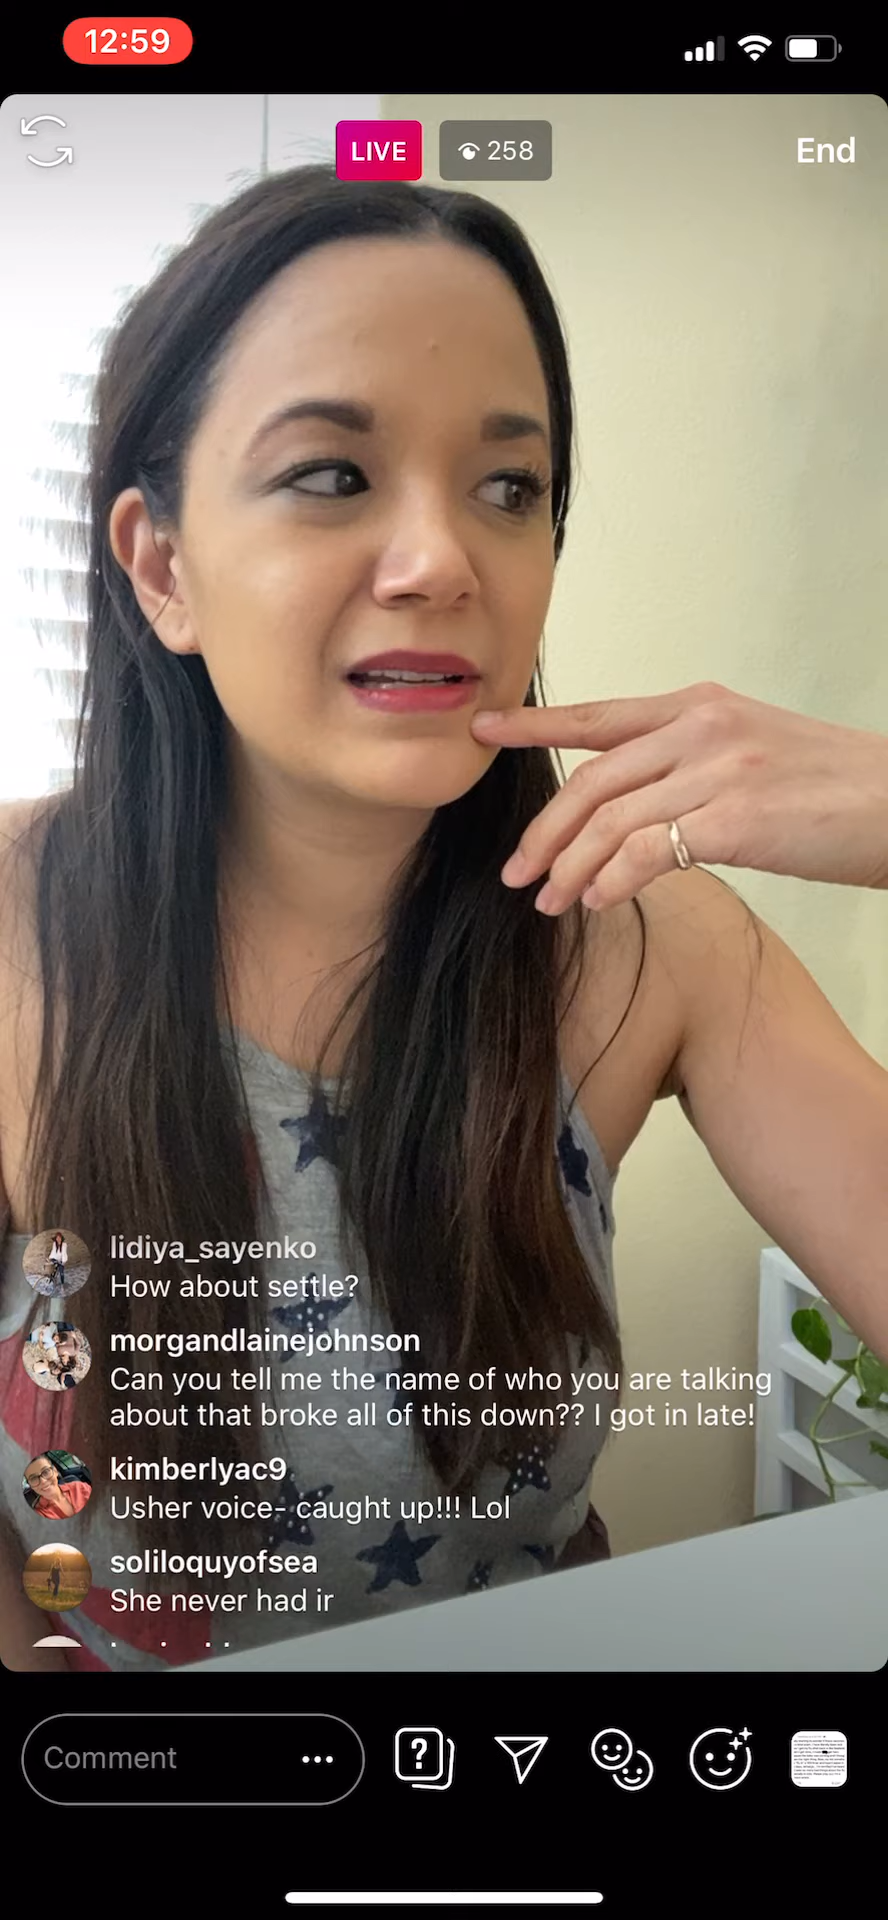 12:59
LIVE
258
End
lidiya_sayenko
How about settle?
morgandlainejohnson
Can you tell me the name of who you are talking
about that broke all of this down?? I got in late!
kimberlyac9
Usher voice- caught up!!! Lol
soliloquyofsea
She never had ir
Comment